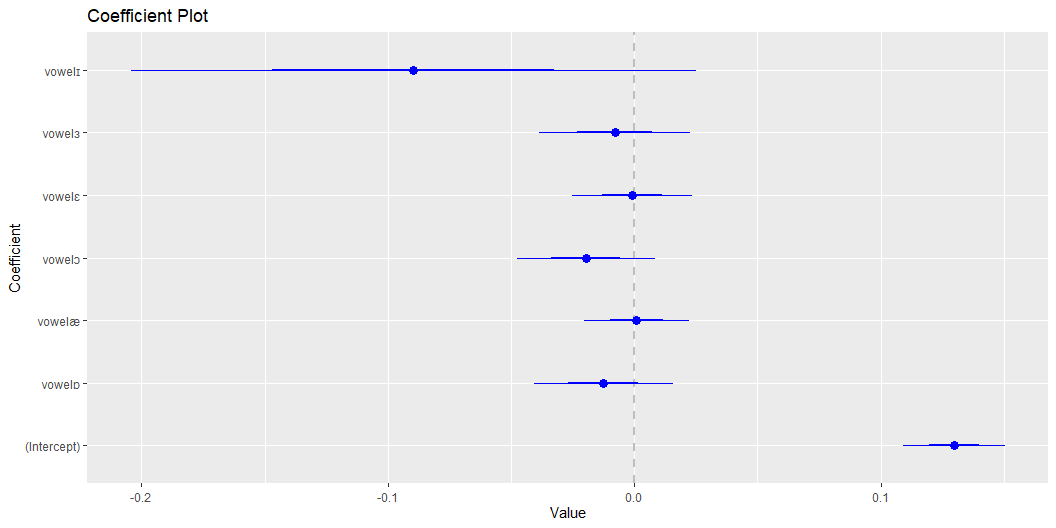 Coefficient Plot
vowelɪ
vowelɜ
vowelɛ
vowelɔ
vowelæ
vowelɒ
(Intercept)
Coefficient
-0.2
-0.1
0.0
0.1
Value